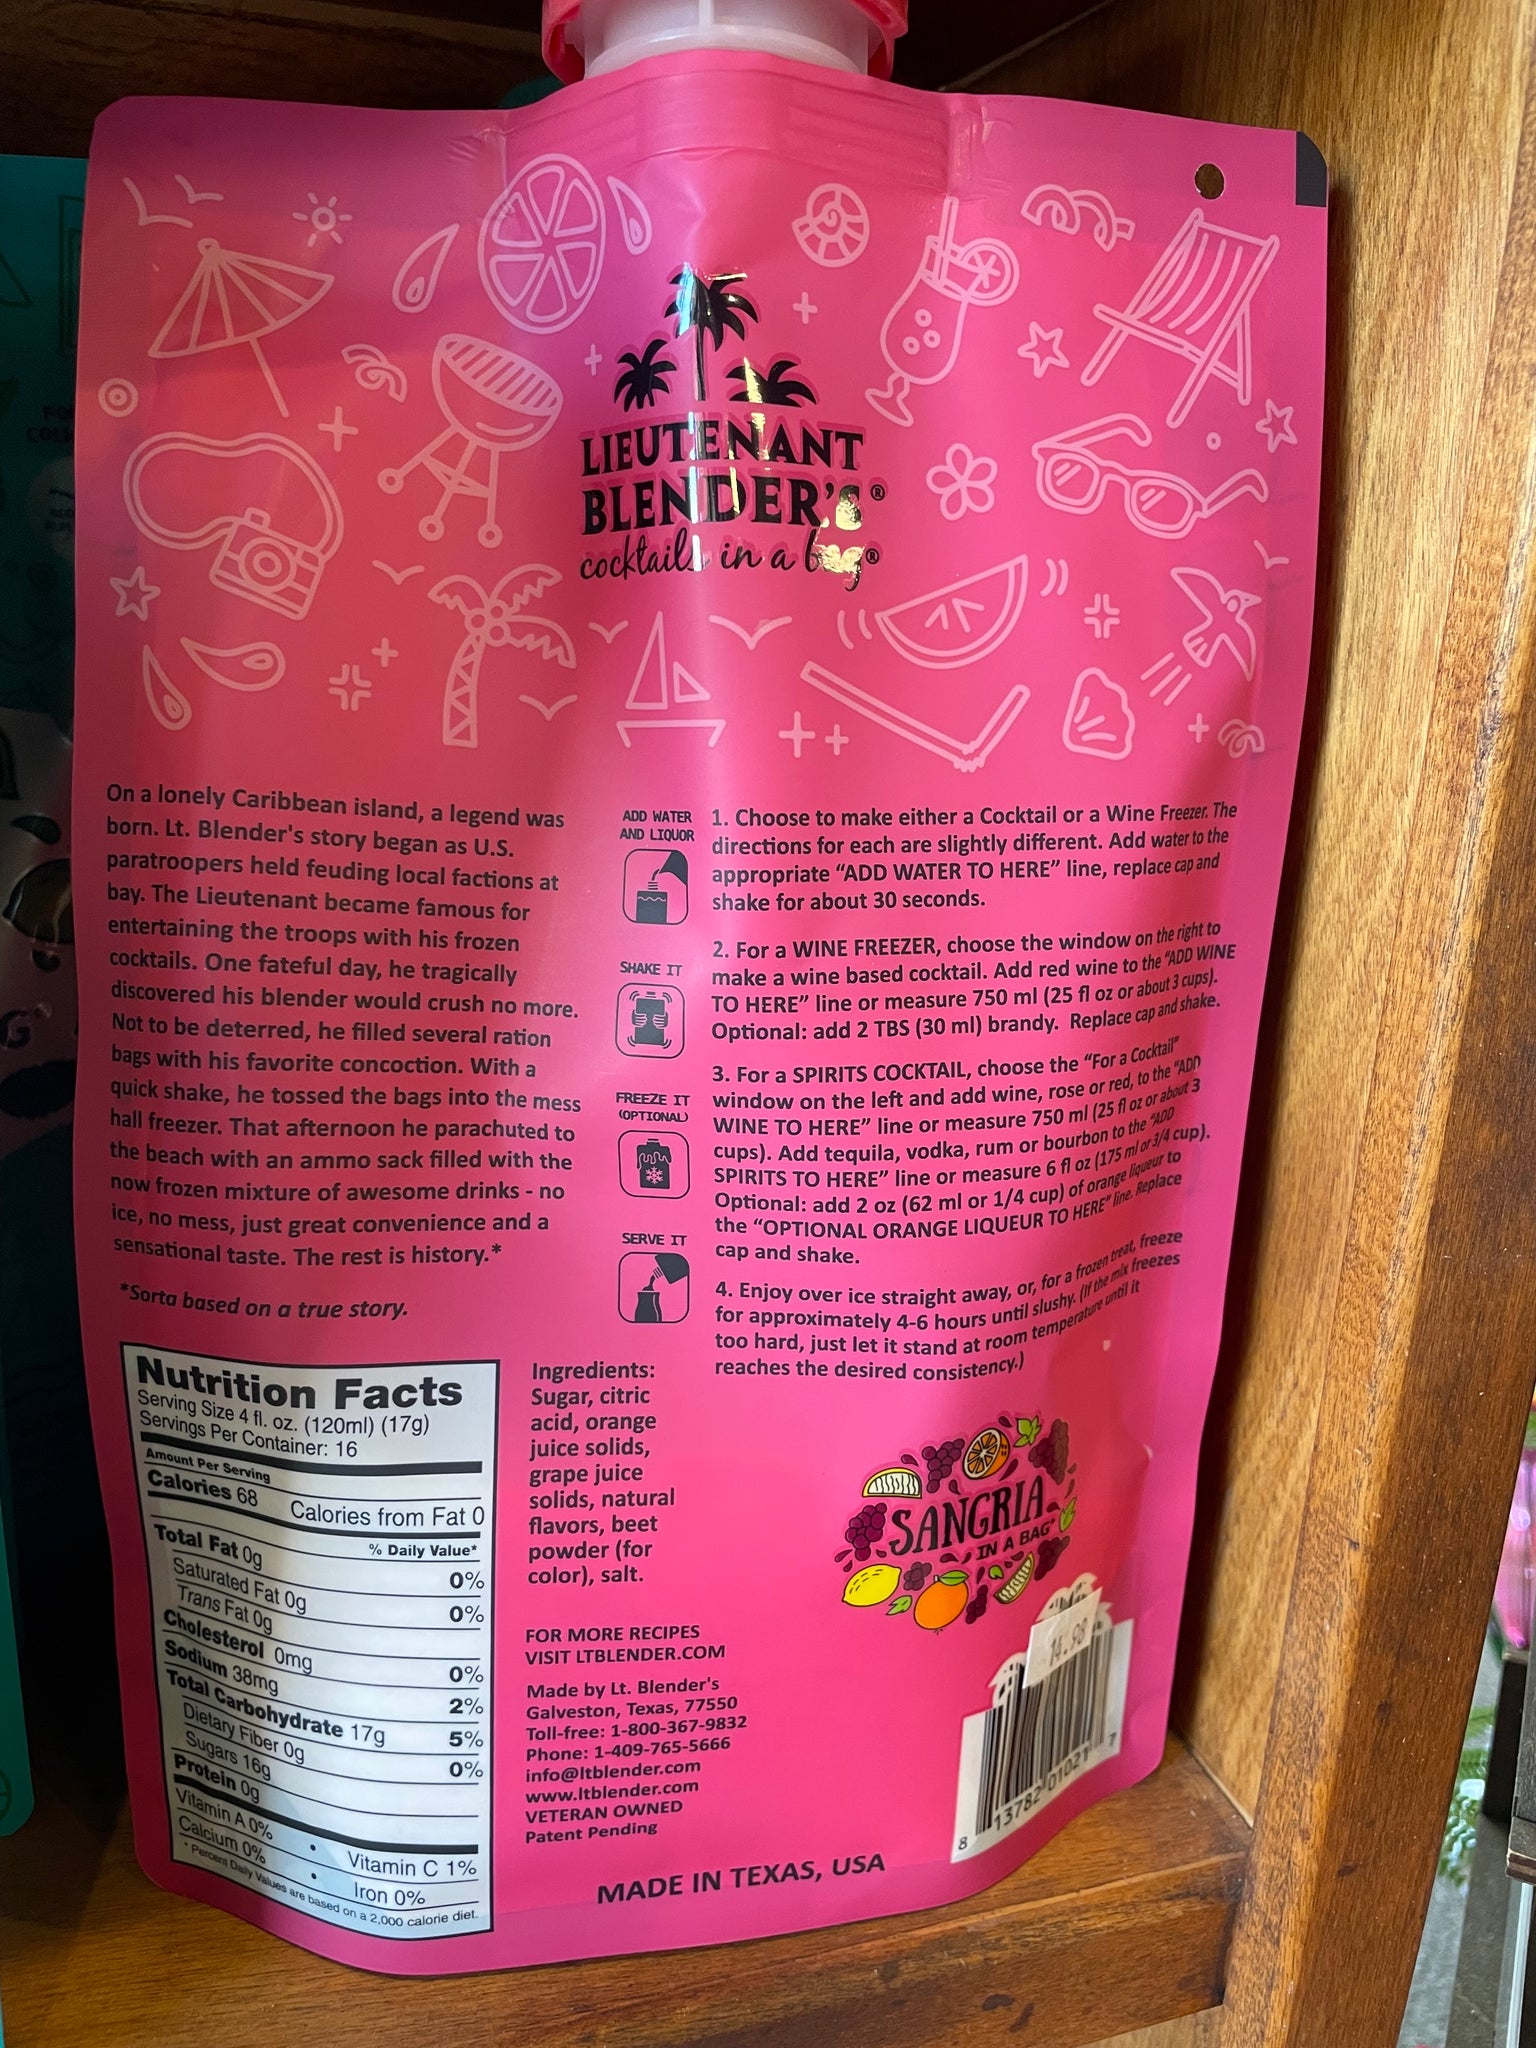 LIEUTENANT
BLENDER'S®
cocktails in a bag®
On a lonely Caribbean island, a legend was
born. Lt. Blender's story began as U.S.
paratroopers held feuding local factions at
bay. The Lieutenant became famous for
entertaining the troops with his frozen
cocktails. One fateful day, he tragically
discovered his blender would crush no more.
Not to be deterred, he filled several ration
bags with his favorite concoction. With a
quick shake, he tossed the bags into the mess
hall freezer. That afternoon he parachuted to
the beach with an ammo sack filled with the
now frozen mixture of awesome drinks - no
ice, no mess, just great convenience and a
sensational taste. The rest is history.*
*Sorta based on a true story.
ADD WATER
AND LIQUOR
SHAKE IT
FREEZE IT
(OPTIONAL)
SERVE IT
1. Choose to make either a Cocktail or a Wine Freezer. The
directions for each are slightly different. Add water to the
appropriate “ADD WATER TO HERE” line, replace cap and
shake for about 30 seconds.
2. For a WINE FREEZER, choose the window on the right to
make a wine based cocktail. Add red wine to the “ADD WINE
TO HERE” line or measure 750 ml (25 fl oz or about 3 cups).
Optional: add 2 TBS (30 ml) brandy. Replace cap and shake.
3. For a SPIRITS COCKTAIL, choose the “For a Cocktail”
window on the left and add wine, rose or red, to the “ADD
WINE TO HERE” line or measure 750 ml (25 fl oz or about 3
cups). Add tequila, vodka, rum or bourbon to the “ADD
SPIRITS TO HERE” line or measure 6 fl oz (175 ml or 3/4 cup).
Optional: add 2 oz (62 ml or 1/4 cup) of orange liqueur to
the “OPTIONAL ORANGE LIQUEUR TO HERE” line. Replace
cap and shake.
4. Enjoy over ice straight away, or, for a frozen treat, freeze
for approximately 4-6 hours until slushy. (If the mix freezes
too hard, just let it stand at room temperature until it
reaches the desired consistency.)
Nutrition Facts
Serving Size 4 fl. oz. (120ml) (17g)
Servings Per Container: 16
Amount Per Serving
Calories 68 Calories from Fat 0
% Daily Value*
Total Fat 0g 0%
Saturated Fat 0g 0%
Trans Fat 0g
Cholesterol 0mg 0%
Sodium 38mg 2%
Total Carbohydrate 17g 5%
Dietary Fiber 0g 0%
Sugars 16g
Protein 0g
Vitamin A 0% • Vitamin C 1%
Calcium 0% • Iron 0%
* Percent Daily Values are based on a 2,000 calorie diet.
Ingredients:
Sugar, citric
acid, orange
juice solids,
grape juice
solids, natural
flavors, beet
powder (for
color), salt.
FOR MORE RECIPES
VISIT LTBLENDER.COM
Made by Lt. Blender's
Galveston, Texas, 77550
Toll-free: 1-800-367-9832
Phone: 1-409-765-5666
info@ltblender.com
www.ltblender.com
VETERAN OWNED
Patent Pending
MADE IN TEXAS, USA
SANGRIA
IN A BAG
14.98
8 13782 01021 7